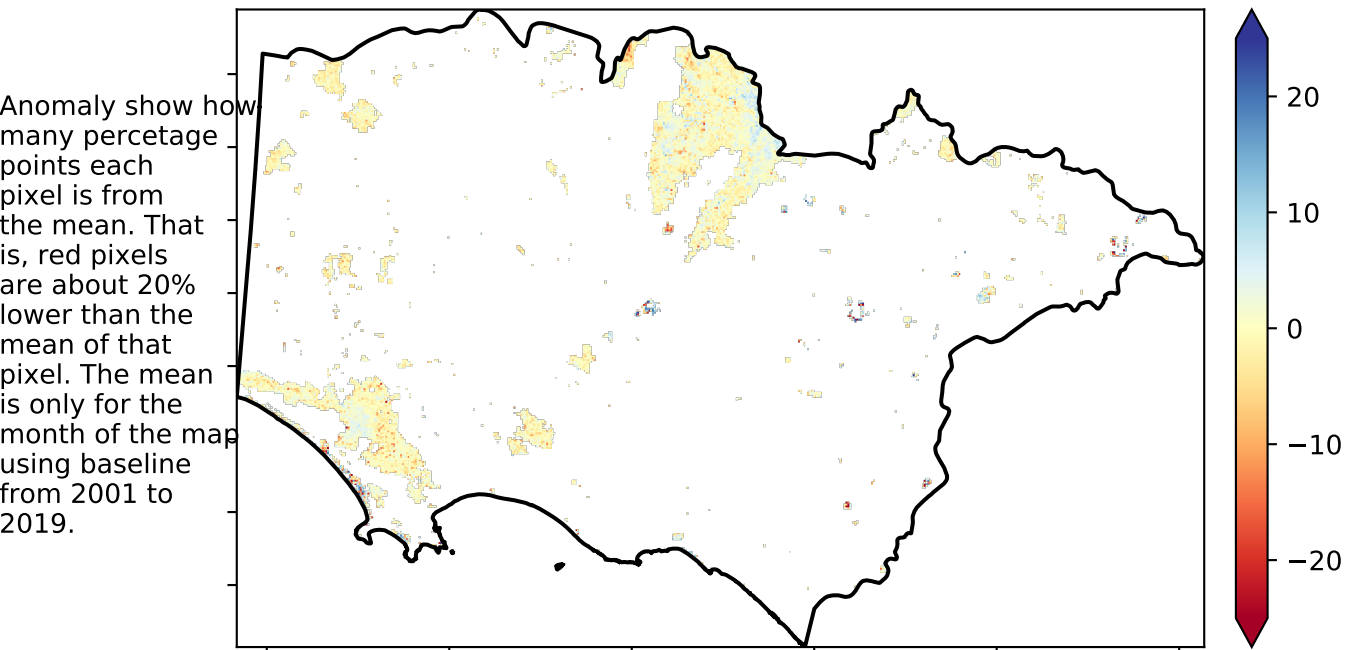 Anomaly show how
many percetage
points each
pixel is from
the mean. That
is, red pixels
are about 20%
lower than the
mean of that
pixel. The mean
is only for the
month of the map
using baseline
from 2001 to
2019.
20
10
0
−10
−20